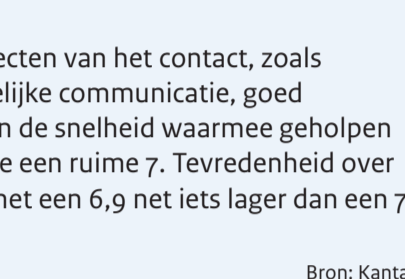 ecten van het contact, zoals
elijke communicatie, goed
n de snelheid waarmee geholpen
e een ruime 7. Tevredenheid over
net een 6,9 net iets lager dan een 7
Bron: Kanta